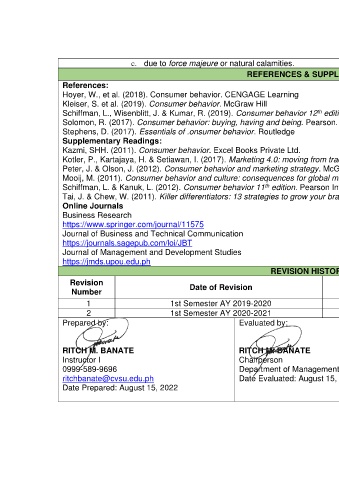 c. due to force majeure or natural calamities.
REFERENCES & SUPPL
References:
Hoyer, W., et al. (2018). Consumer behavior. CENGAGE Learning
Kleiser, S. et al. (2019). Consumer behavior. McGraw Hill
Schiffman, L., Wisenblitt, J. & Kumar, R. (2019). Consumer behavior 12th editi
Solomon, R. (2017). Consumer behavior: buying, having and being. Pearson.
Stephens, D. (2017). Essentials of .onsumer behavior. Routledge
Supplementary Readings:
Kazmi, SHH. (2011). Consumer behavior. Excel Books Private Ltd.
Kotler, P., Kartajaya, H. & Setiawan, I. (2017). Marketing 4.0: moving from tra
Peter, J. & Olson, J. (2012). Consumer behavior and marketing strategy. McG
Mooij, M. (2011). Consumer behavior and culture: consequences for global m
Schiffman, L. & Kanuk, L. (2012). Consumer behavior 11th edition. Pearson In
Tai, J. & Chew, W. (2011). Killer differentiators: 13 strategies to grow your bra
Online Journals
Business Research
https://www.springer.com/journal/11575
Journal of Business and Technical Communication
https://journals.sagepub.com/loi/JBT
Journal of Management and Development Studies
https://jmds.upou.edu.ph
REVISION HISTOR
Revision Number Date of Revision
1 1st Semester AY 2019-2020
2 1st Semester AY 2020-2021
Prepared by: Evaluated by:
RITCH M. BANATE RITCH M. BANATE
Instructor I Chairperson
0999-589-9696 Department of Management
ritchbanate@cvsu.edu.ph Date Evaluated: August 15,
Date Prepared: August 15, 2022